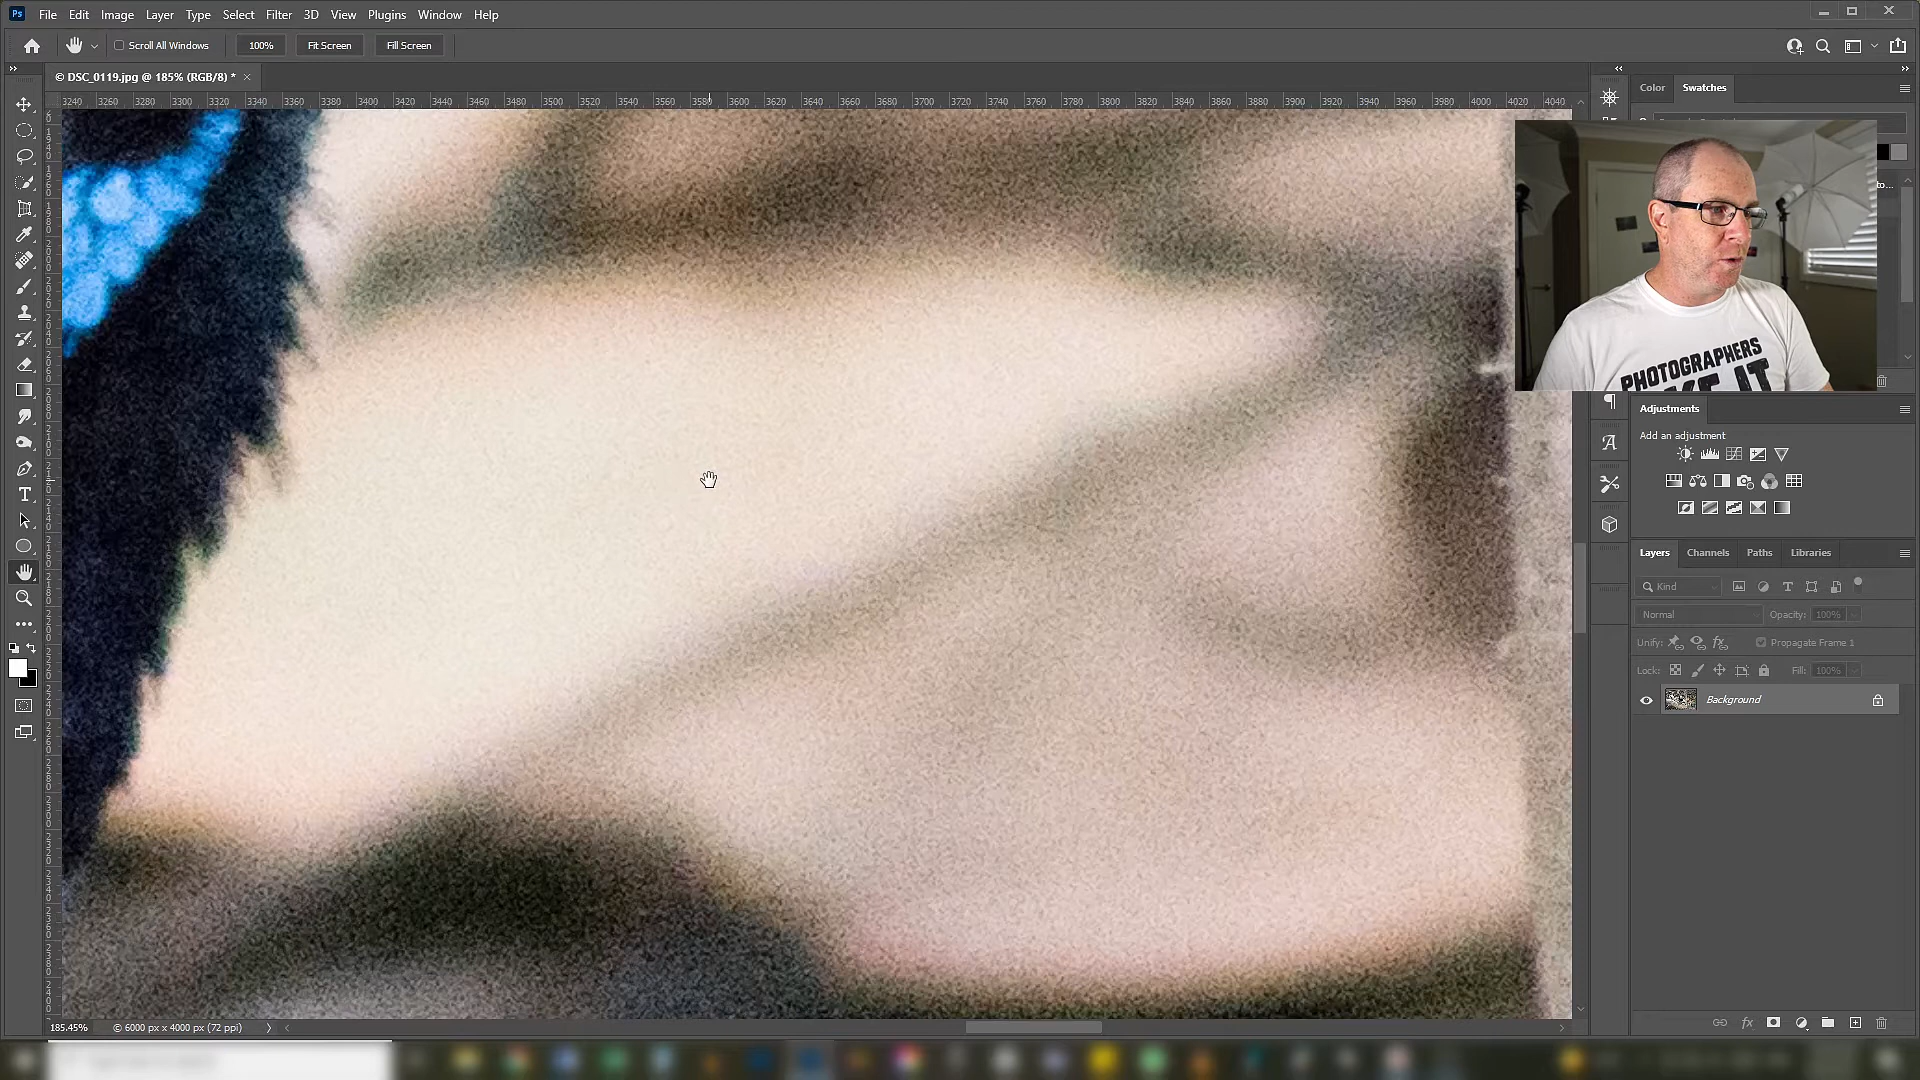 Ps File Edit Image Layer Type Select Filter 3D View Plugins Window Help
Scroll All Windows 100% Fit Screen Fill Screen
© DSC_0119.jpg @ 185% (RGB/8) * ×
3240 3260 3280 3300 3320 3340 3360 3380 3400 3420 3440 3460 3480 3500 3520 3540 3560 3580 3600 3620 3640 3660 3680 3700 3720 3740 3760 3780 3800 3820 3840 3860 3880 3900 3920 3940 3960 3980 4000 4020 4040
Color Swatches
to...
PHOTOGRAPHERS
IT
Adjustments
Add an adjustment
Layers Channels Paths Libraries
Kind
Normal Opacity: 100%
Unify: Propagate Frame 1
Lock: Fill: 100%
Background
185.45% © 6000 px x 4000 px (72 ppi)